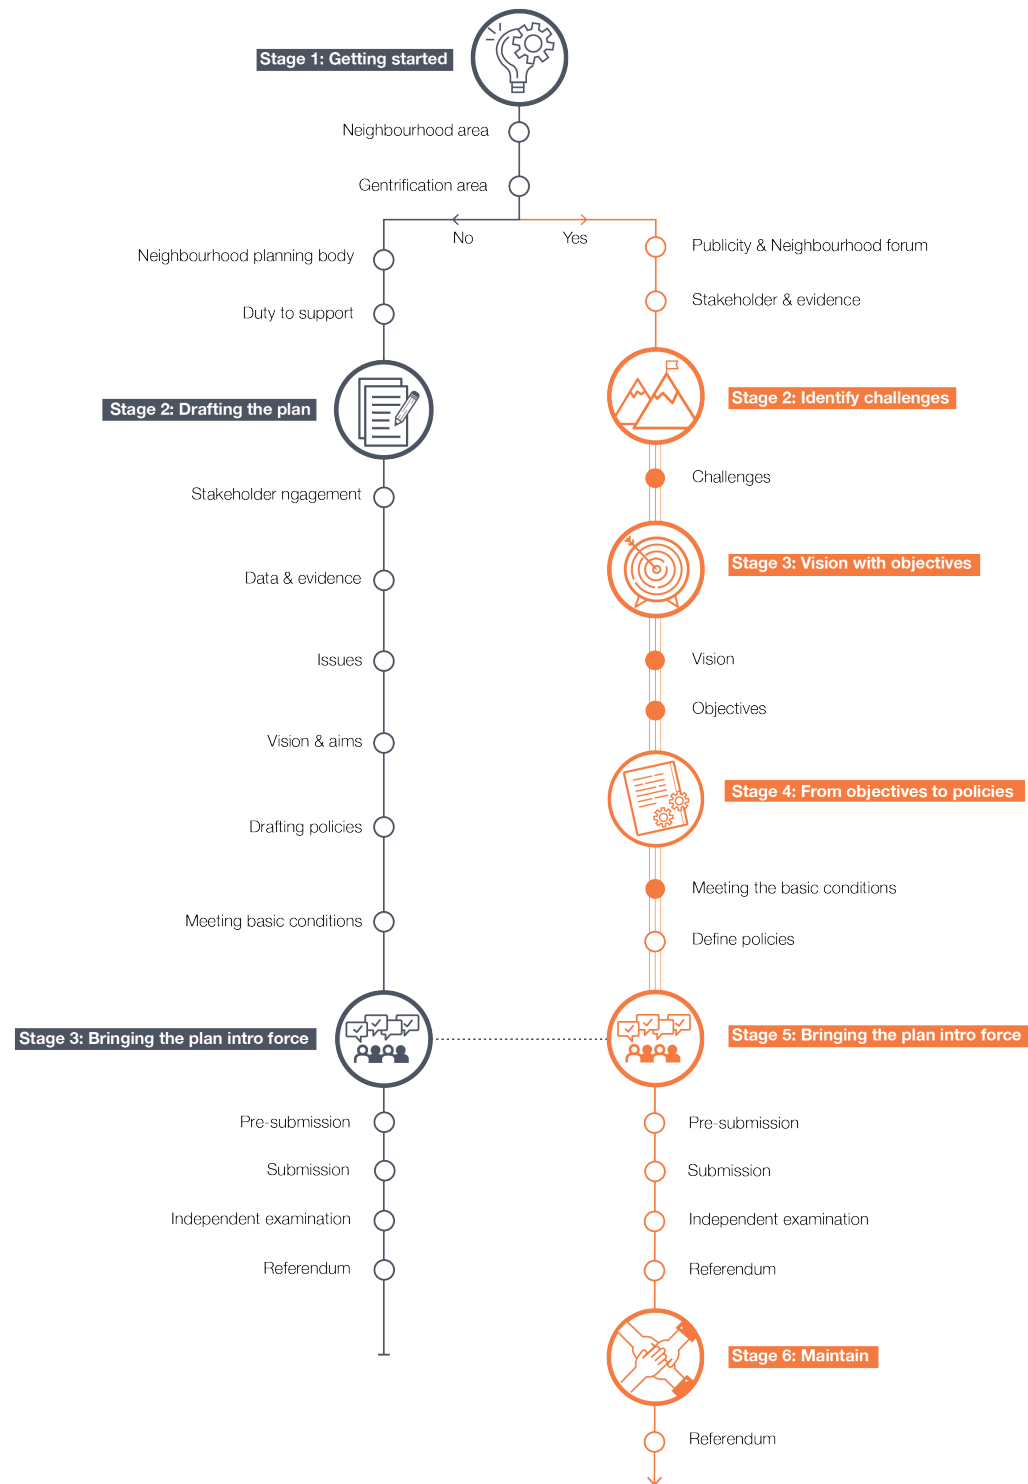 Stage 1: Getting started
Neighbourhood area
Gentrification area
No
Yes
Neighbourhood planning body
Duty to support
Stage 2: Drafting the plan
Stakeholder ngagement
Data & evidence
Issues
Vision & aims
Drafting policies
Meeting basic conditions
Stage 3: Bringing the plan intro force
Pre-submission
Submission
Independent examination
Referendum
Publicity & Neighbourhood forum
Stakeholder & evidence
Stage 2: Identify challenges
Challenges
Stage 3: Vision with objectives
Vision
Objectives
Stage 4: From objectives to policies
Meeting the basic conditions
Define policies
Stage 5: Bringing the plan intro force
Pre-submission
Submission
Independent examination
Referendum
Stage 6: Maintain
Referendum